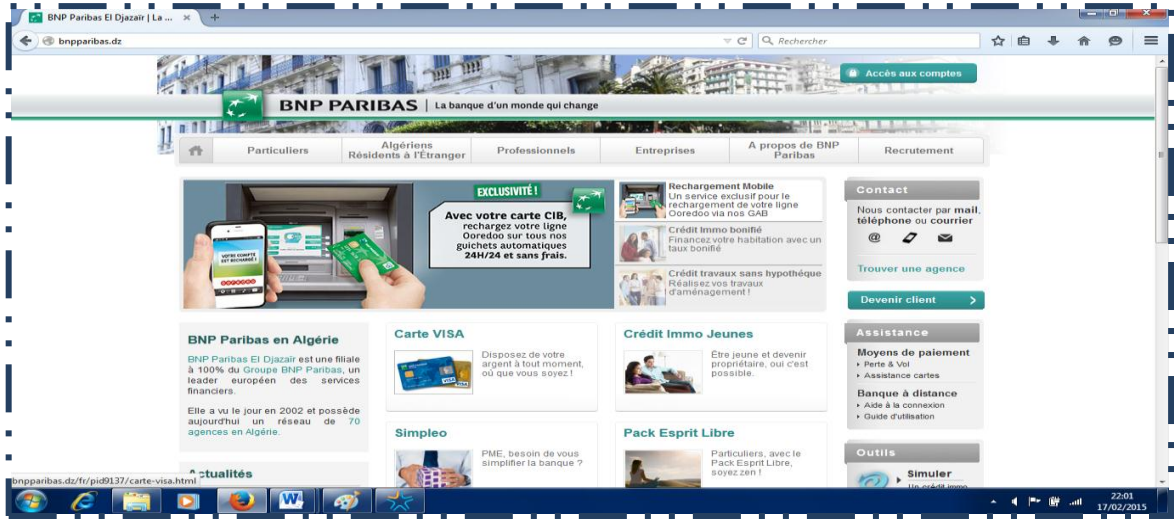 BNP Paribas El Djazaïr | La ...
bnpparibas.dz
Rechercher
Accès aux comptes
BNP PARIBAS | La banque d'un monde qui change
Particuliers
Algériens
Résidents à l'Étranger
Professionnels
Entreprises
A propos de BNP
Paribas
Recrutement
EXCLUSIVITÉ !
Avec votre carte CIB,
rechargez votre ligne
Ooredoo sur tous nos
guichets automatiques
24H/24 et sans frais.
VOTRE COMPTE
EST RECHARGÉ !
Rechargement Mobile
Un service exclusif pour le
rechargement de votre ligne
Ooredoo via nos GAB
Crédit Immo bonifié
Financez votre habitation avec un
taux bonifié
Crédit travaux sans hypothéque
Réalisez vos travaux
d'aménagement !
Contact
Nous contacter par mail,
téléphone ou courrier
@
Trouver une agence
Devenir client
BNP Paribas en Algérie
BNP Paribas El Djazaïr est une filiale
à 100% du Groupe BNP Paribas, un
leader européen des services
financiers.
Elle a vu le jour en 2002 et possède
aujourd'hui un réseau de 70
agences en Algérie.
Actualités
Carte VISA
Disposez de votre
argent à tout moment,
où que vous soyez !
Crédit Immo Jeunes
Être jeune et devenir
propriétaire, oui c'est
possible.
Simpleo
PME, besoin de vous
simplifier la banque ?
Pack Esprit Libre
Particuliers, avec le
Pack Esprit Libre,
soyez zen !
Assistance
Moyens de paiement
Perte & Vol
Assistance cartes
Banque à distance
Aide à la connexion
Guide d'utilisation
Outils
Simuler
Un crédit immo
bnpparibas.dz/fr/pid9137/carte-visa.html
22:01
17/02/2015